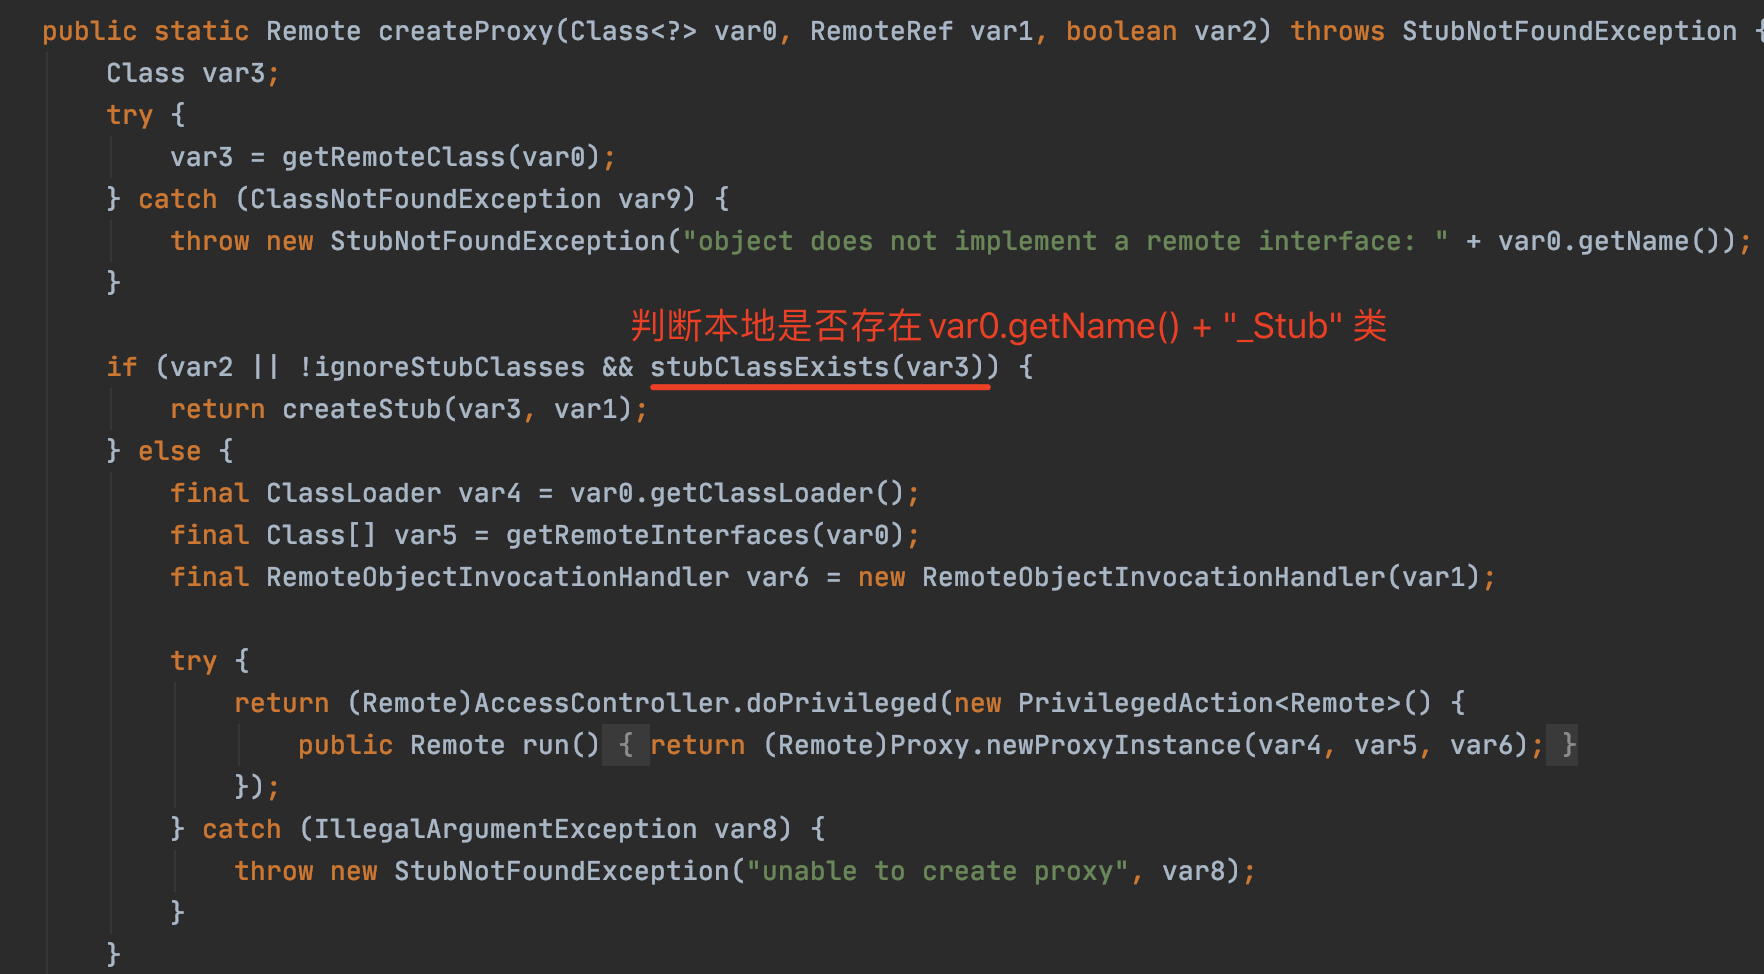 public static Remote createProxy(Class<?> var0, RemoteRef var1, boolean var2) throws StubNotFoundException {
    Class var3;
    try {
        var3 = getRemoteClass(var0);
    } catch (ClassNotFoundException var9) {
        throw new StubNotFoundException("object does not implement a remote interface: " + var0.getName());
    }
判断本地是否存在 var0.getName() + "_Stub" 类
    if (var2 || !ignoreStubClasses && stubClassExists(var3)) {
        return createStub(var3, var1);
    } else {
        final ClassLoader var4 = var0.getClassLoader();
        final Class[] var5 = getRemoteInterfaces(var0);
        final RemoteObjectInvocationHandler var6 = new RemoteObjectInvocationHandler(var1);
        try {
            return (Remote)AccessController.doPrivileged(new PrivilegedAction<Remote>() {
                public Remote run() { return (Remote)Proxy.newProxyInstance(var4, var5, var6); }
            });
        } catch (IllegalArgumentException var8) {
            throw new StubNotFoundException("unable to create proxy", var8);
        }
    }